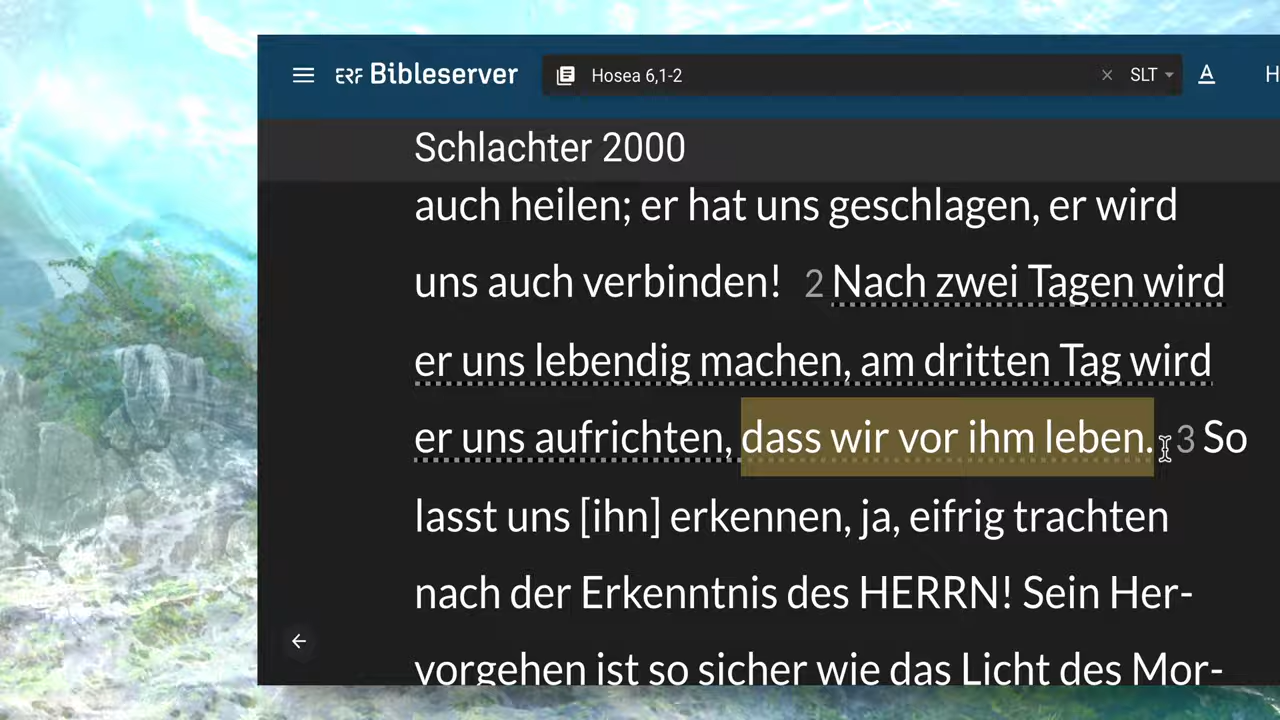 ERF Bibleserver
Hosea 6,1-2
SLT
A
H
Schlachter 2000
auch heilen; er hat uns geschlagen, er wird
uns auch verbinden! 2 Nach zwei Tagen wird
er uns lebendig machen, am dritten Tag wird
er uns aufrichten, dass wir vor ihm leben. 3 So
lasst uns [ihn] erkennen, ja, eifrig trachten
nach der Erkenntnis des HERRN! Sein Her-
vorgehen ist so sicher wie das Licht des Mor-